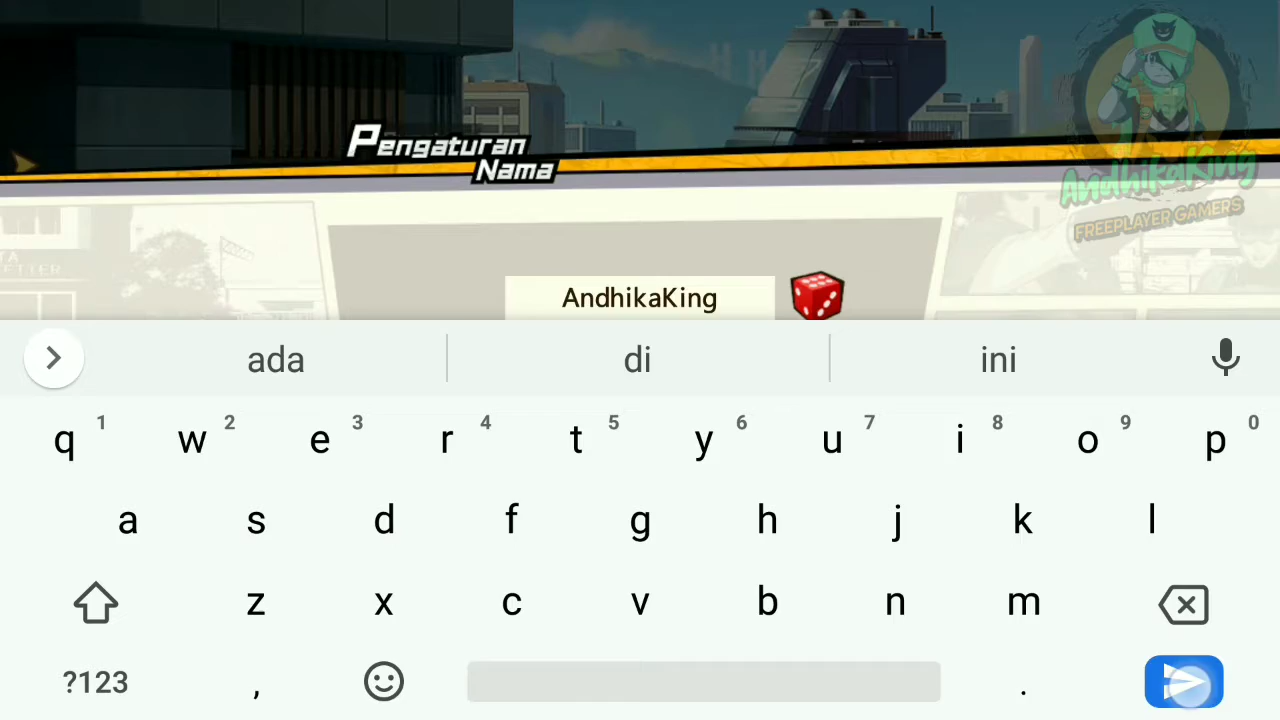 Pengaturan
Nama
AndhikaKing
FREEPLAYER GAMERS
AndhikaKing
ada di ini
q 1 w 2 e 3 r 4 t 5 y 6 u 7 i 8 o 9 p 0
a s d f g h j k l
z x c v b n m
?123 , .